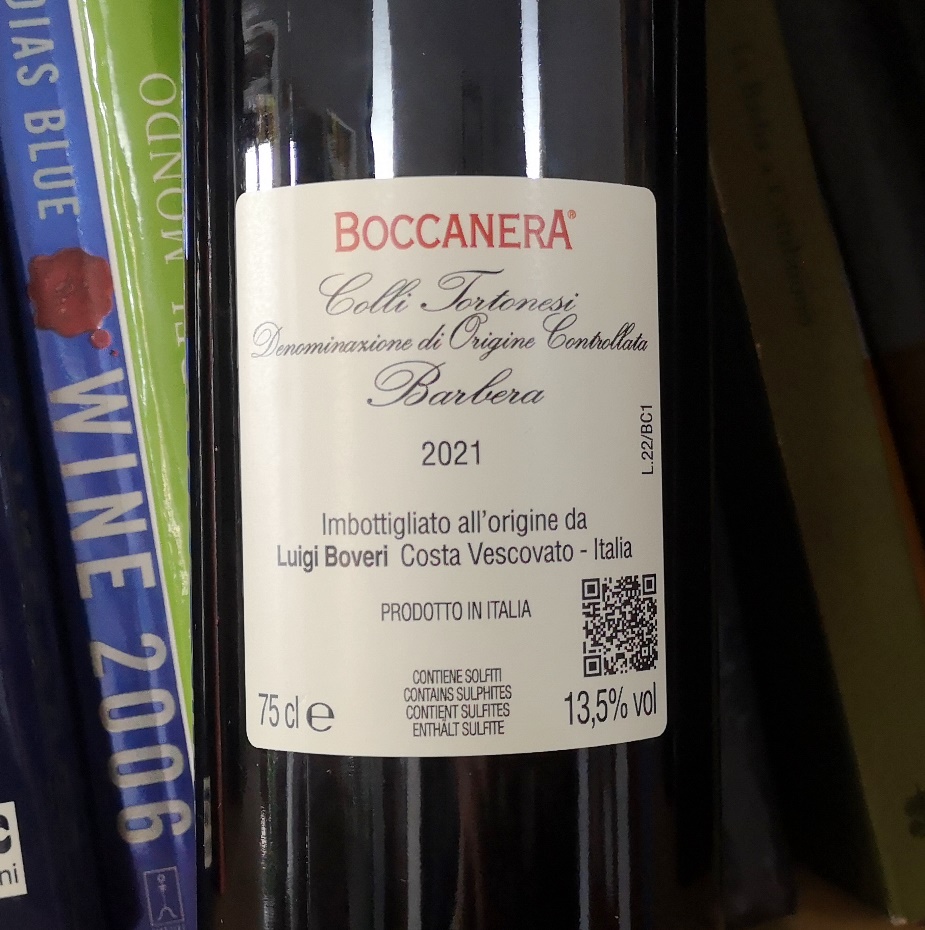 DIAS BLUE
WINE 2006
MONDO
BOCCANERA®
Colli Tortonesi
Denominazione di Origine Controllata
Barbera
2021
L.22/BC1
Imbottigliato all'origine da
Luigi Boveri Costa Vescovato - Italia
PRODOTTO IN ITALIA
CONTIENE SOLFITI
CONTAINS SULPHITES
CONTIENT SULFITES
ENTHÄLT SULFITE
75 cl e
13,5% vol